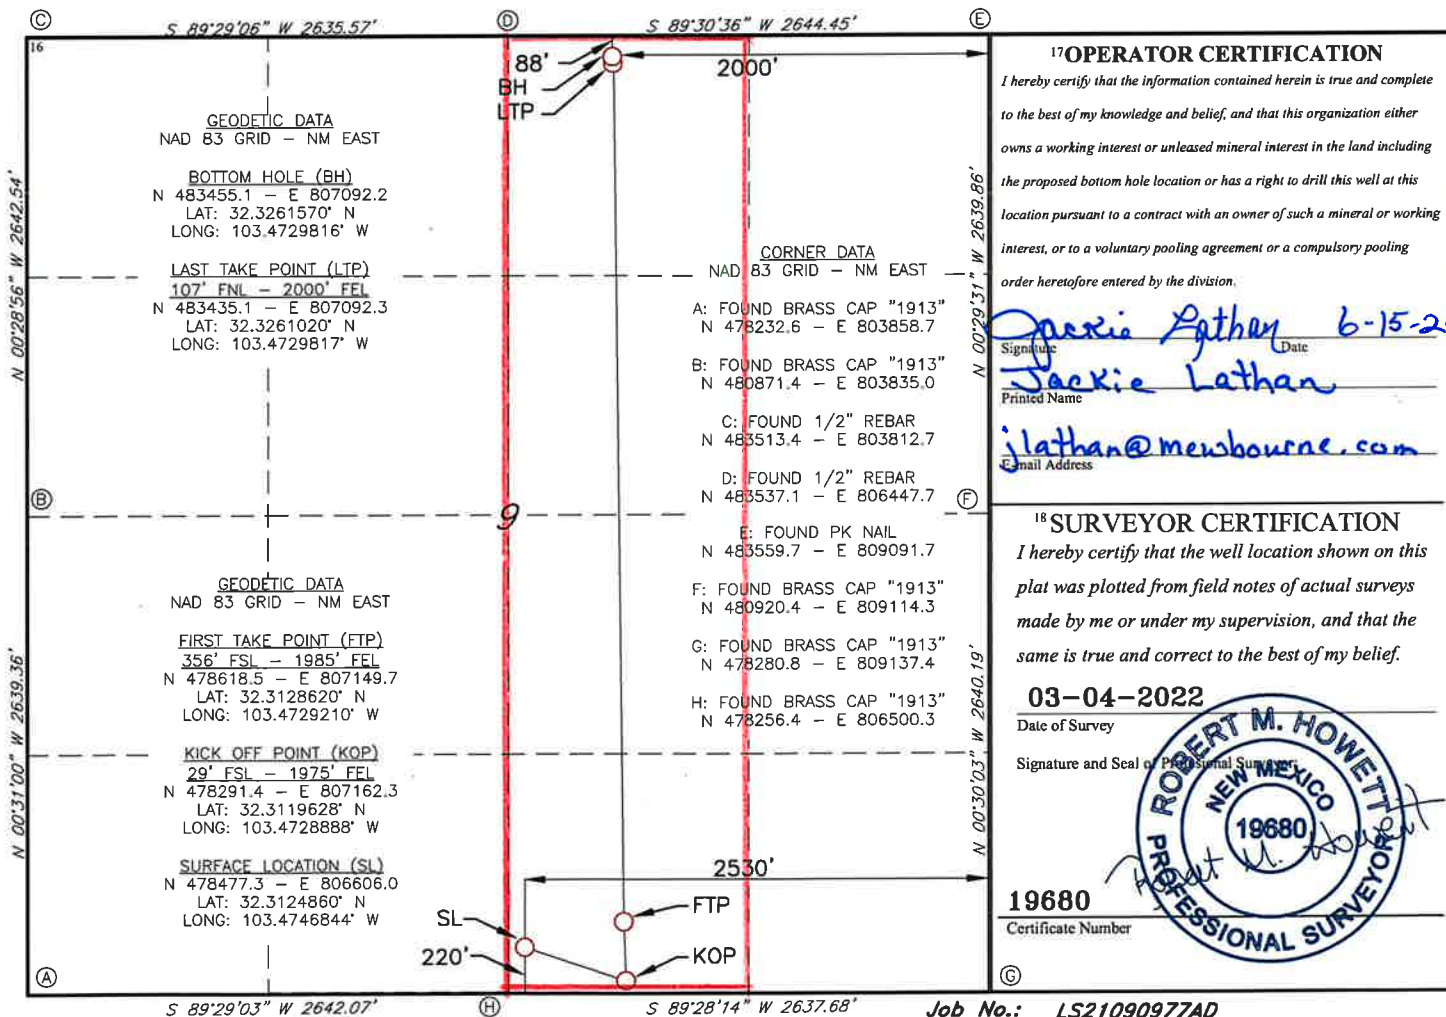 Ⓒ S 89°29'06" W 2635.57' Ⓓ S 89°30'36" W 2644.45' Ⓔ
16
88'
BH
LTP
2000'
GEODETIC DATA
NAD 83 GRID – NM EAST
BOTTOM HOLE (BH)
N 483455.1 – E 807092.2
LAT: 32.3261570° N
LONG: 103.4729816° W
LAST TAKE POINT (LTP)
107' FNL – 2000' FEL
N 483435.1 – E 807092.3
LAT: 32.3261020° N
LONG: 103.4729817° W
N 00°28'56" W 2642.54'
Ⓑ
9
GEODETIC DATA
NAD 83 GRID – NM EAST
FIRST TAKE POINT (FTP)
356' FSL – 1985' FEL
N 478618.5 – E 807149.7
LAT: 32.3128620° N
LONG: 103.4729210° W
KICK OFF POINT (KOP)
29' FSL – 1975' FEL
N 478291.4 – E 807162.3
LAT: 32.3119628° N
LONG: 103.4728888° W
SURFACE LOCATION (SL)
N 478477.3 – E 806606.0
LAT: 32.3124860° N
LONG: 103.4746844° W
N 00°31'00" W 2639.36'
CORNER DATA
NAD 83 GRID – NM EAST
A: FOUND BRASS CAP "1913"
N 478232.6 – E 803858.7
B: FOUND BRASS CAP "1913"
N 480871.4 – E 803835.0
C: FOUND 1/2" REBAR
N 483513.4 – E 803812.7
D: FOUND 1/2" REBAR
N 483537.1 – E 806447.7
E: FOUND PK NAIL
N 483559.7 – E 809091.7
F: FOUND BRASS CAP "1913"
N 480920.4 – E 809114.3
G: FOUND BRASS CAP "1913"
N 478280.8 – E 809137.4
H: FOUND BRASS CAP "1913"
N 478256.4 – E 806500.3
N 00°29'31" W 2639.86'
Ⓕ
N 00°30'03" W 2640.19'
2530'
SL
FTP
220'
KOP
Ⓐ
Ⓖ
S 89°29'03" W 2642.07' Ⓗ S 89°28'14" W 2637.68'
17 OPERATOR CERTIFICATION
I hereby certify that the information contained herein is true and complete
to the best of my knowledge and belief, and that this organization either
owns a working interest or unleased mineral interest in the land including
the proposed bottom hole location or has a right to drill this well at this
location pursuant to a contract with an owner of such a mineral or working
interest, or to a voluntary pooling agreement or a compulsory pooling
order heretofore entered by the division.
Jackie Lathan 6-15-2
Signature Date
Jackie Lathan
Printed Name
jlathan@mewbourne.com
E-mail Address
18 SURVEYOR CERTIFICATION
I hereby certify that the well location shown on this
plat was plotted from field notes of actual surveys
made by me or under my supervision, and that the
same is true and correct to the best of my belief.
03-04-2022
Date of Survey
Signature and Seal of Professional Surveyor:
ROBERT M. HOWETT
NEW MEXICO
19680
PROFESSIONAL SURVEYOR
Robert M. Howett
19680
Certificate Number
Job No.: LS21090977AD